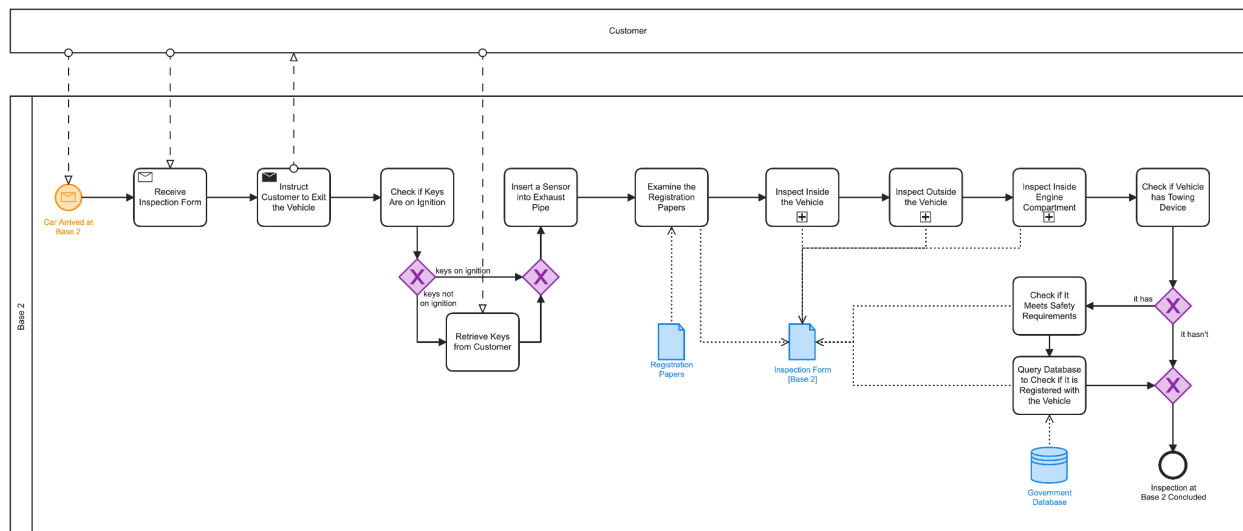 Customer
Base 2
Car Arrived at
Base 2
Receive
Inspection Form
Instruct
Customer to Exit
the Vehicle
Check if Keys
Are on Ignition
keys on ignition
keys not
on ignition
Retrieve Keys
from Customer
Insert a Sensor
into Exhaust
Pipe
Examine the
Registration
Papers
Registration
Papers
Inspect Inside
the Vehicle
Inspect Outside
the Vehicle
Inspect Inside
Engine
Compartment
Check if Vehicle
has Towing
Device
Inspection Form
[Base 2]
it has
it hasn't
Check if It
Meets Safety
Requirements
Query Database
to Check if It is
Registered with
the Vehicle
Government
Database
Inspection at
Base 2 Concluded